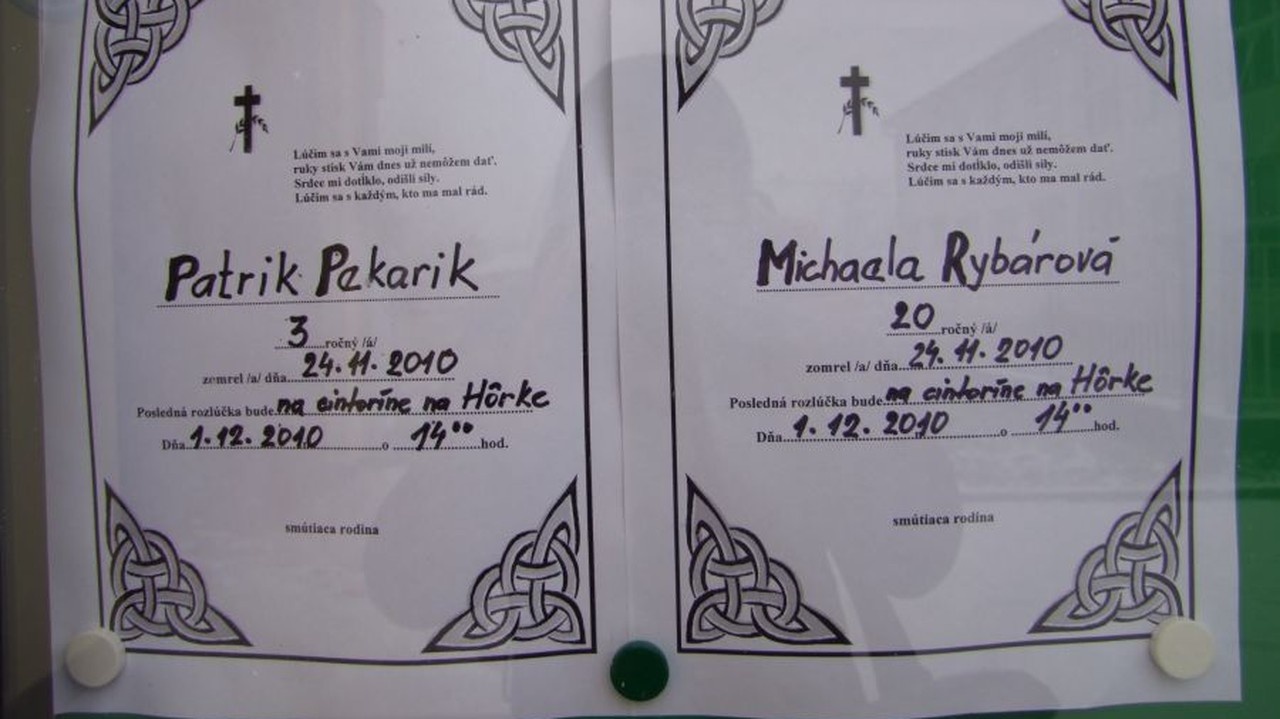 Lúčim sa s Vami moji milí,
ruky stisk Vám dnes už nemôžem dať.
Srdce mi dotĺklo, odišli sily.
Lúčim sa s každým, kto ma mal rád.
Patrik Pekarik
3 ročný /á/
zomrel /a/ dňa 24.11.2010
Posledná rozlúčka bude na cintoríne na Hôrke
Dňa 1.12.2010 o 14⁰⁰ hod.
smútiaca rodina
Lúčim sa s Vami moji milí,
ruky stisk Vám dnes už nemôžem dať.
Srdce mi dotĺklo, odišli sily.
Lúčim sa s každým, kto ma mal rád.
Michaela Rybárová
20 ročný /á/
zomrel /a/ dňa 24.11.2010
Posledná rozlúčka bude na cintoríne na Hôrke
Dňa 1.12.2010 o 14⁰⁰ hod.
smútiaca rodina